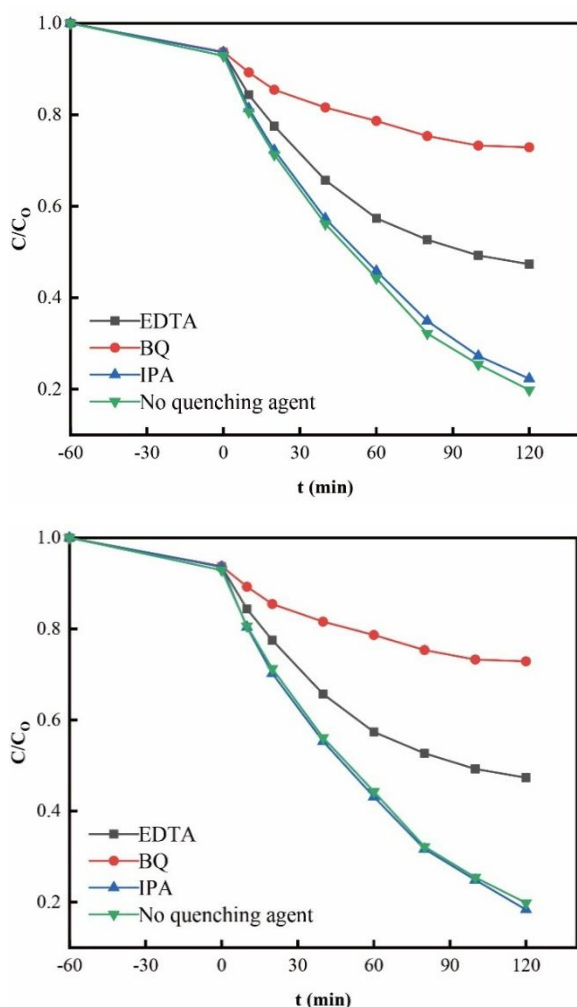 1.0
0.8
0.6
0.4
0.2
C/C₀
EDTA
BQ
IPA
No quenching agent
-60 -30 0 30 60 90 120
t (min)
1.0
0.8
0.6
0.4
0.2
C/C₀
EDTA
BQ
IPA
No quenching agent
-60 -30 0 30 60 90 120
t (min)